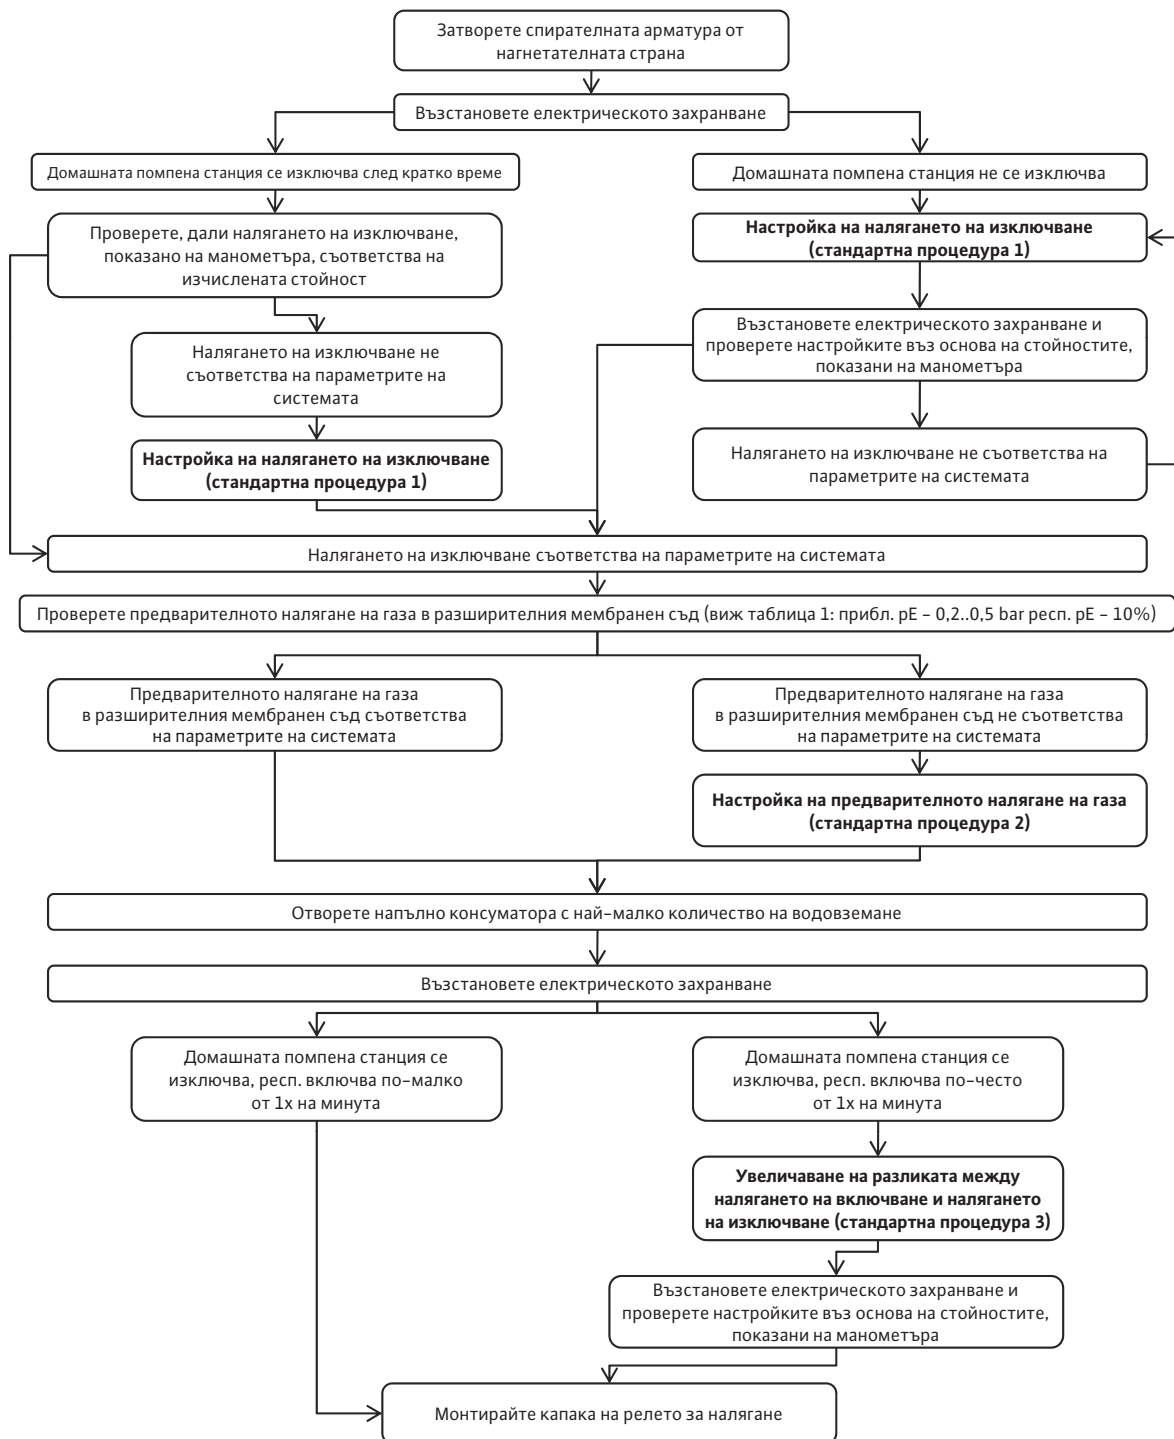 Затворете спирателната арматура от
нагнетателната страна
Възстановете електрическото захранване
Домашната помпена станция се изключва след кратко време
Домашната помпена станция не се изключва
Проверете, дали налягането на изключване,
показано на манометъра, съответства на
изчислената стойност
Настройка на налягането на изключване
(стандартна процедура 1)
Налягането на изключване не
съответства на параметрите на
системата
Възстановете електрическото захранване и
проверете настройките въз основа на стойностите,
показани на манометъра
Настройка на налягането на изключване
(стандартна процедура 1)
Налягането на изключване не съответства на
параметрите на системата
Налягането на изключване съответства на параметрите на системата
Проверете предварителното налягане на газа в разширителния мембранен съд (виж таблица 1: прибл. pE – 0,2..0,5 bar респ. pE – 10%)
Предварителното налягане на газа
в разширителния мембранен съд съответства
на параметрите на системата
Предварителното налягане на газа
в разширителния мембранен съд не съответства
на параметрите на системата
Настройка на предварителното налягане на газа
(стандартна процедура 2)
Отворете напълно консуматора с най-малко количество на водовземане
Възстановете електрическото захранване
Домашната помпена станция се
изключва, респ. включва по-малко
от 1x на минута
Домашната помпена станция се
изключва, респ. включва по-често
от 1x на минута
Увеличаване на разликата между
налягането на включване и налягането
на изключване (стандартна процедура 3)
Възстановете електрическото захранване и
проверете настройките въз основа на стойностите,
показани на манометъра
Монтирайте капака на релето за налягане